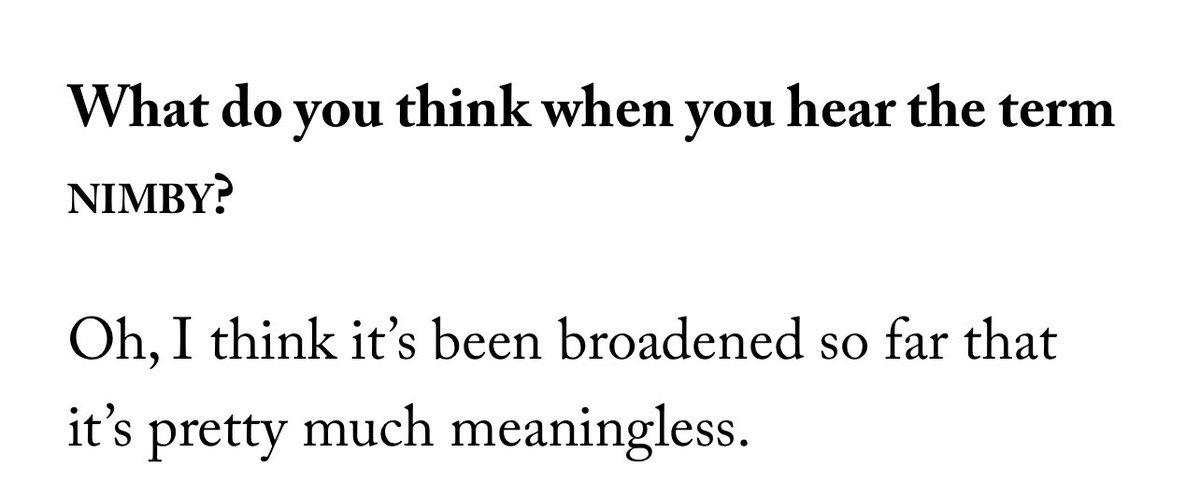 What do you think when you hear the term
NIMBY?
Oh, I think it’s been broadened so far that
it’s pretty much meaningless.